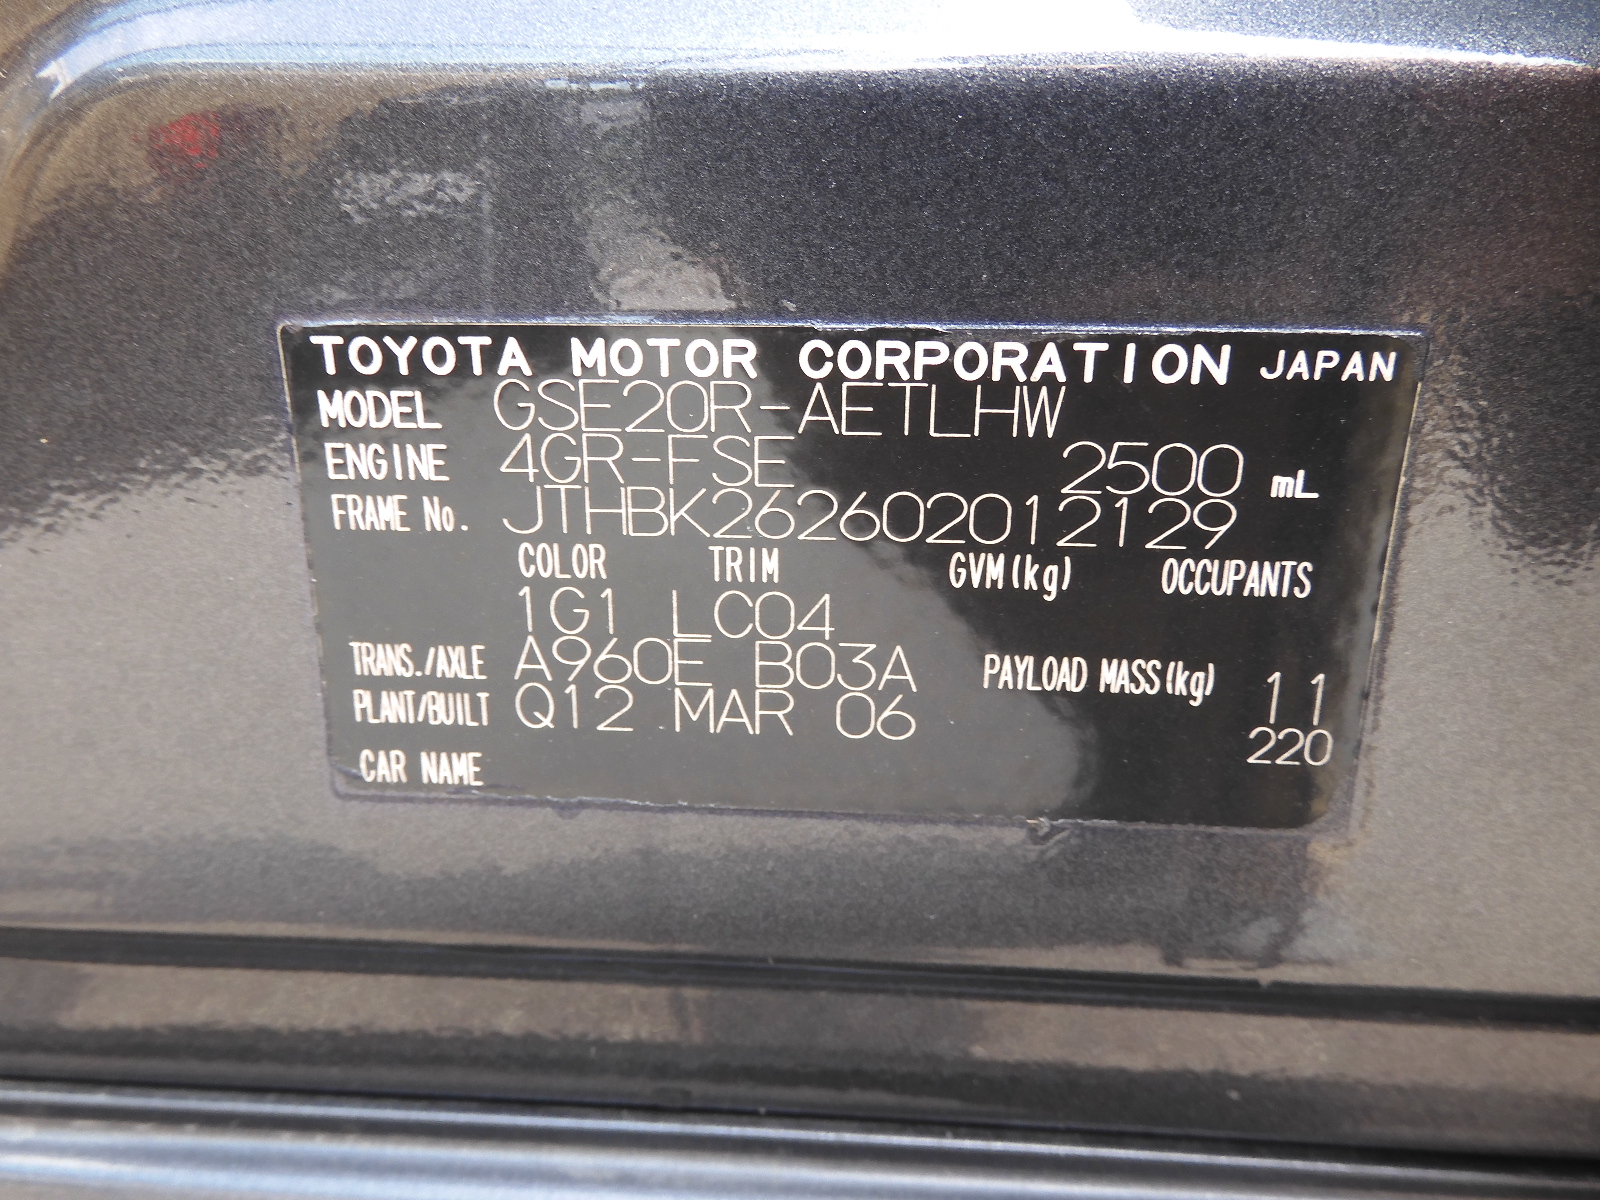 TOYOTA MOTOR CORPORATION JAPAN
MODEL GSE20R-AETLHW
ENGINE 4GR-FSE 2500 mL
FRAME No. JTHBK262602012129
COLOR TRIM GVM(kg) OCCUPANTS
1G1 LC04
TRANS./AXLE A960E B03A PAYLOAD MASS(kg) 11
PLANT/BUILT Q12 MAR 06 220
CAR NAME